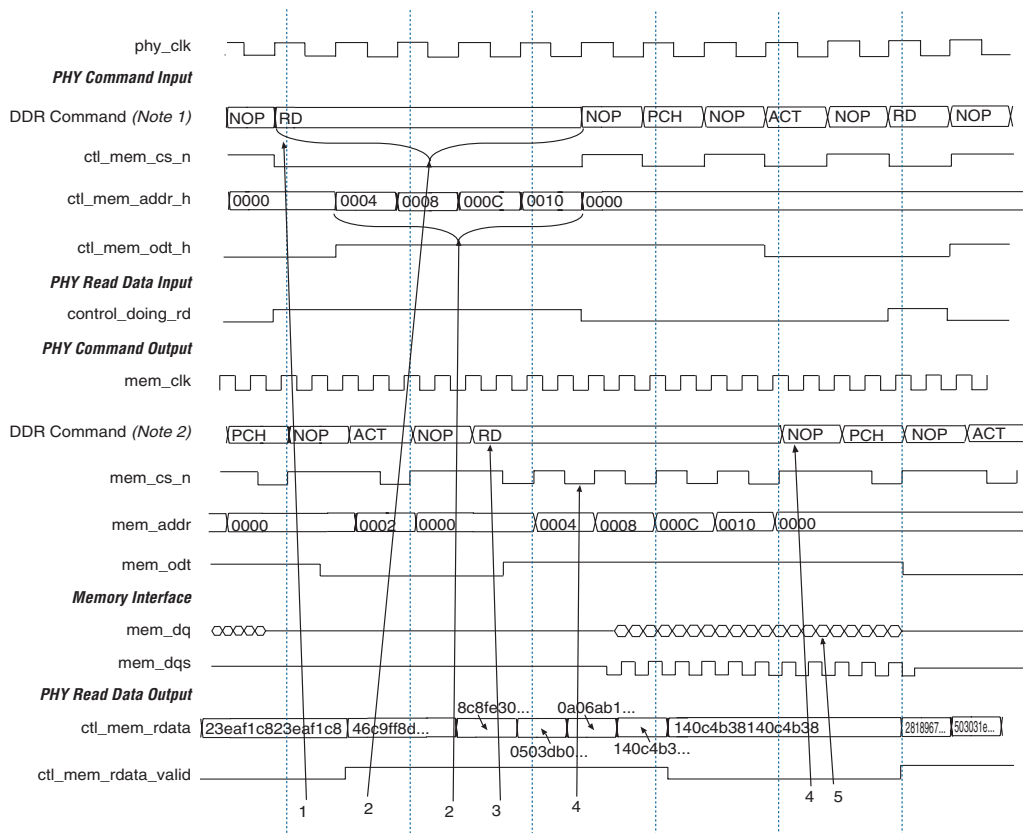 phy_clk
PHY Command Input
DDR Command (Note 1) NOP RD NOP PCH NOP ACT NOP RD NOP
ctl_mem_cs_n
ctl_mem_addr_h 0000 0004 0008 000C 0010 0000
ctl_mem_odt_h
PHY Read Data Input
control_doing_rd
PHY Command Output
mem_clk
DDR Command (Note 2) PCH NOP ACT NOP RD NOP PCH NOP ACT
mem_cs_n
mem_addr 0000 0002 0000 0004 0008 000C 0010 0000
mem_odt
Memory Interface
mem_dq
mem_dqs
PHY Read Data Output
8c8fe30... 0a06ab1...
ctl_mem_rdata 23eaf1c823eaf1c8 46c9ff8d... 140c4b38140c4b38 2818967... 503031e...
0503db0... 140c4b3...
ctl_mem_rdata_valid
1 2 2 3 4 4 5